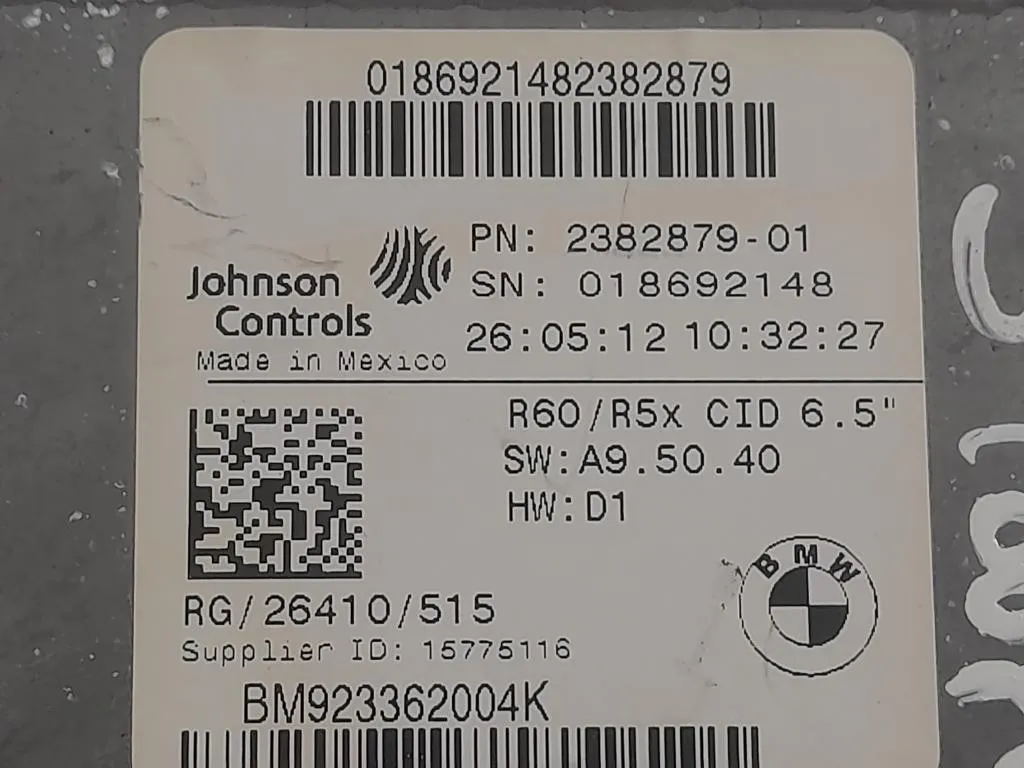 0186921482382879
PN: 2382879-01
SN: 018692148
Johnson
Controls
26:05:12 10:32:27
Made in Mexico
R60/R5x CID 6.5"
SW:A9.50.40
HW:D1
BMW
RG/26410/515
Supplier ID: 15775116
BM923362004K